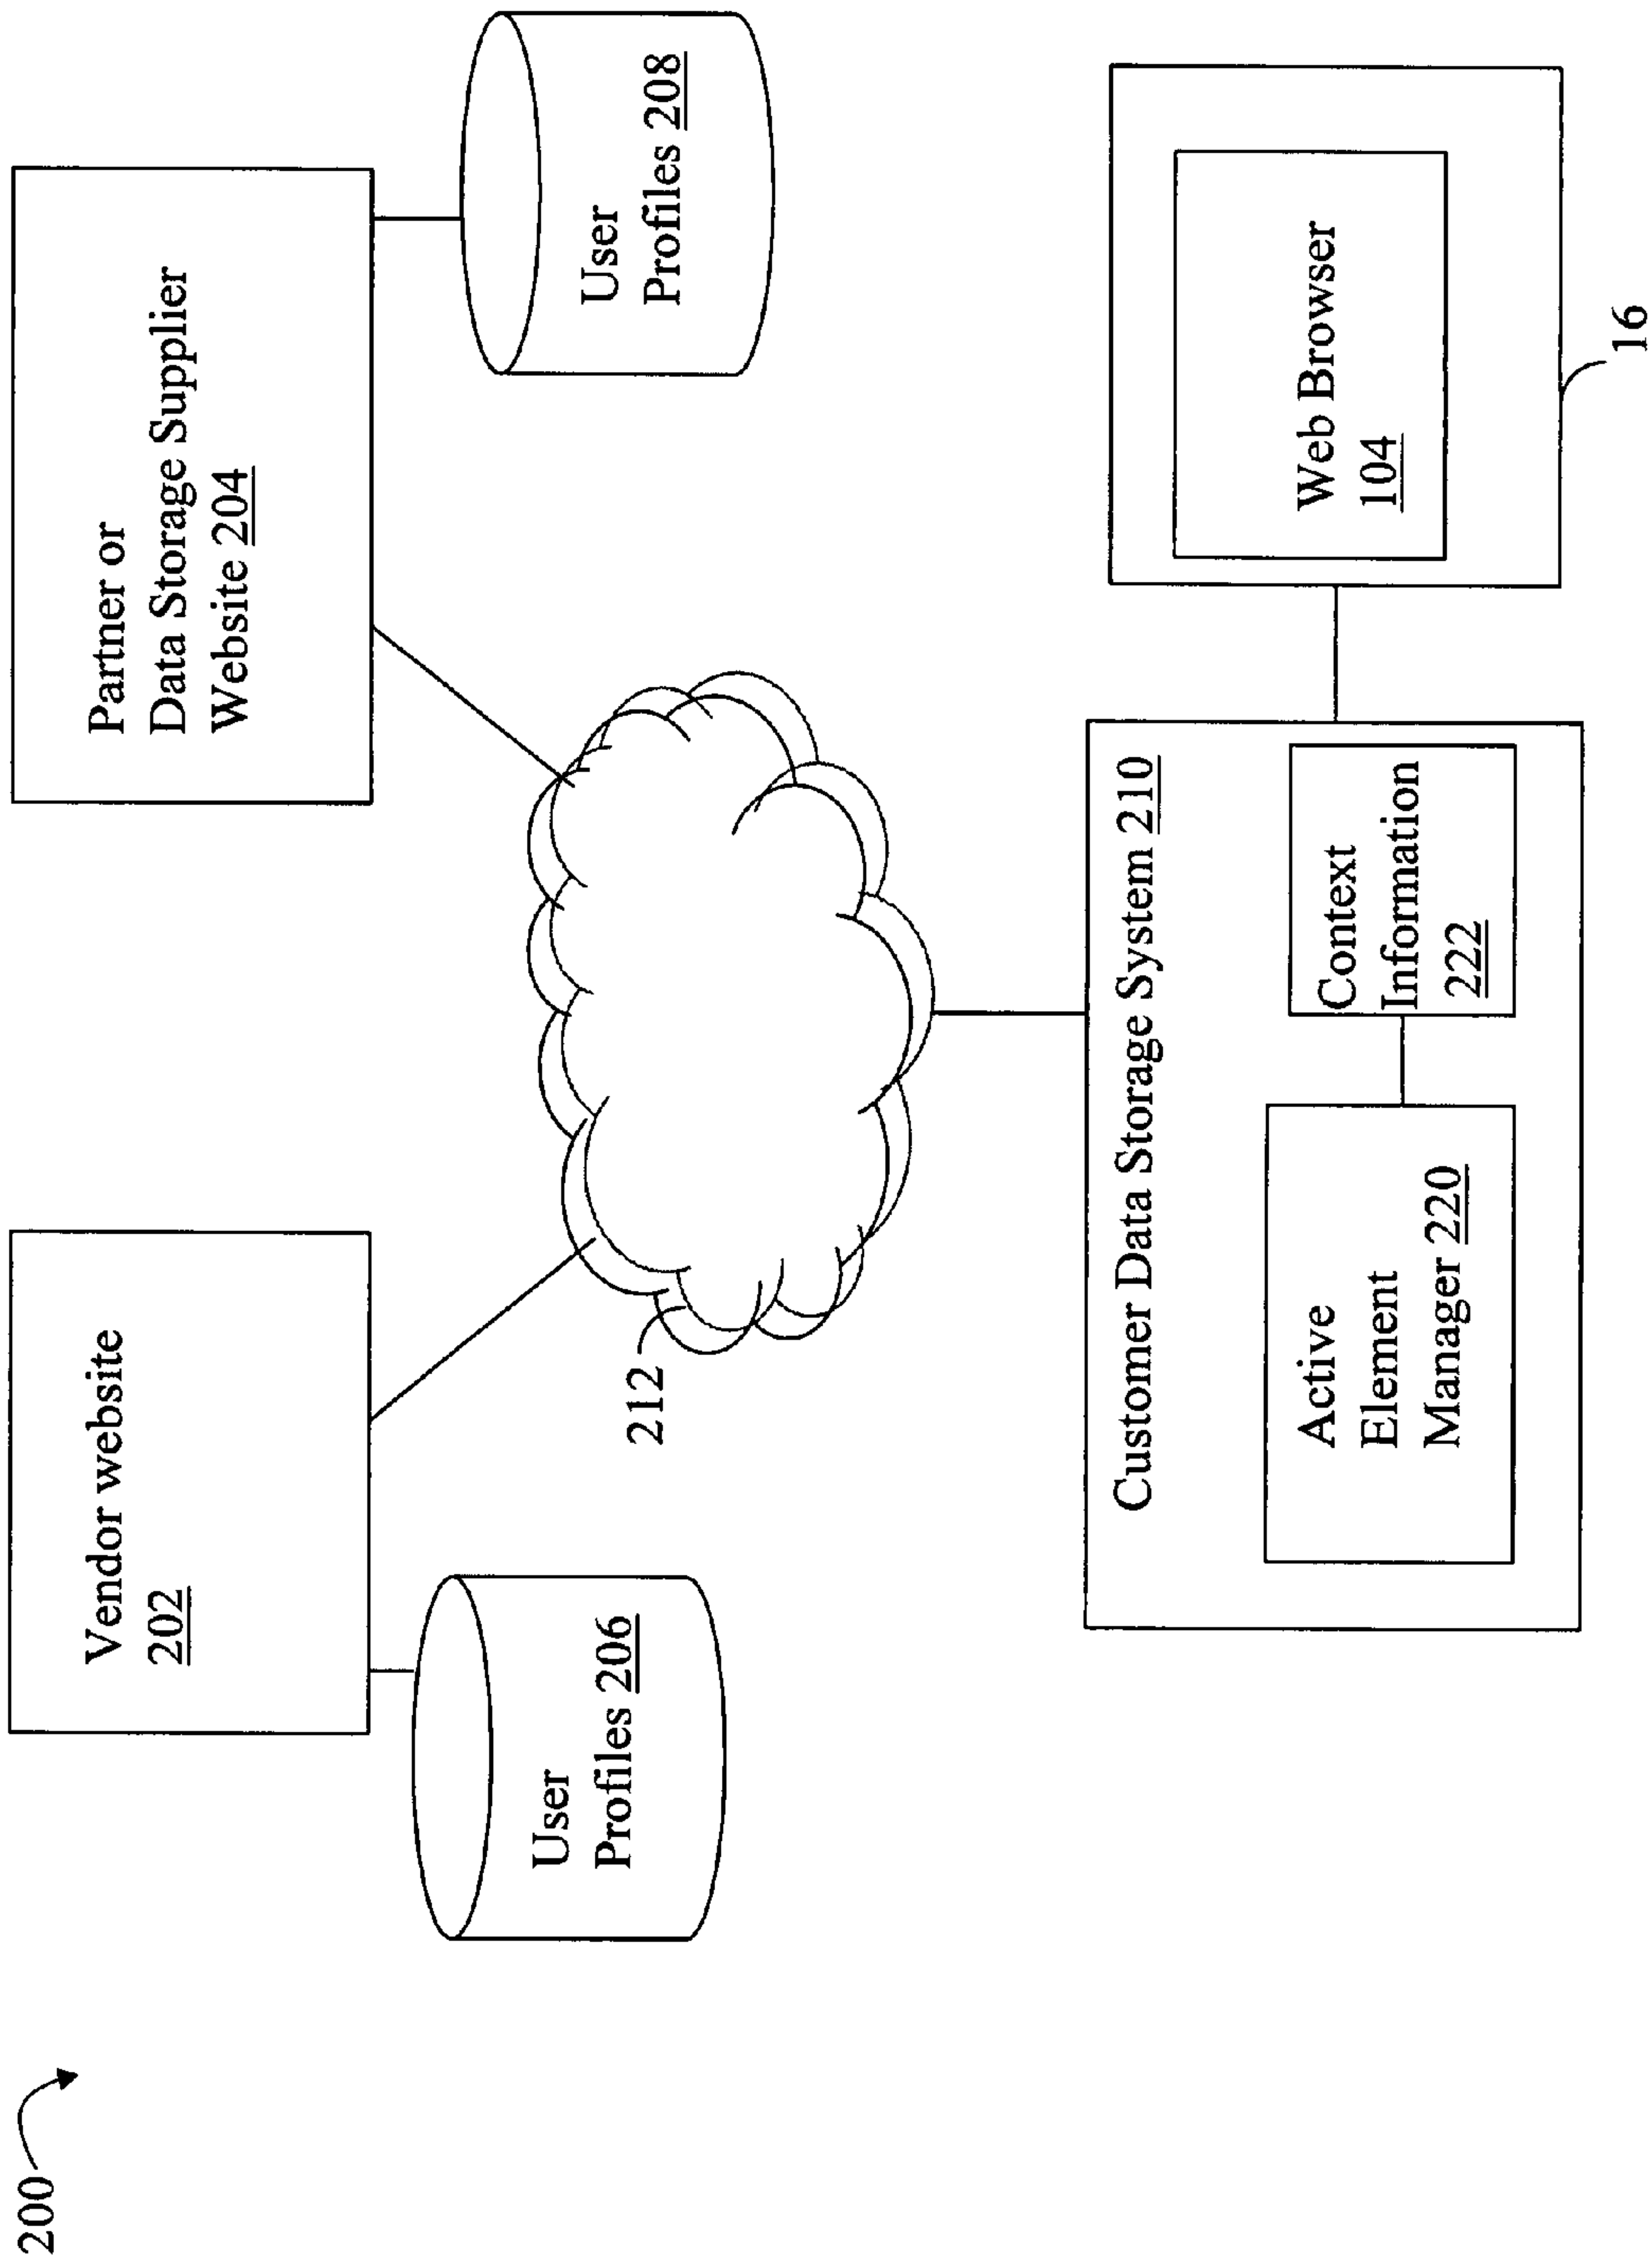 200
Vendor website
202
User
Profiles 206
Partner or
Data Storage Supplier
Website 204
User
Profiles 208
212
Customer Data Storage System 210
Active
Element
Manager 220
Context
Information
222
Web Browser
104
16